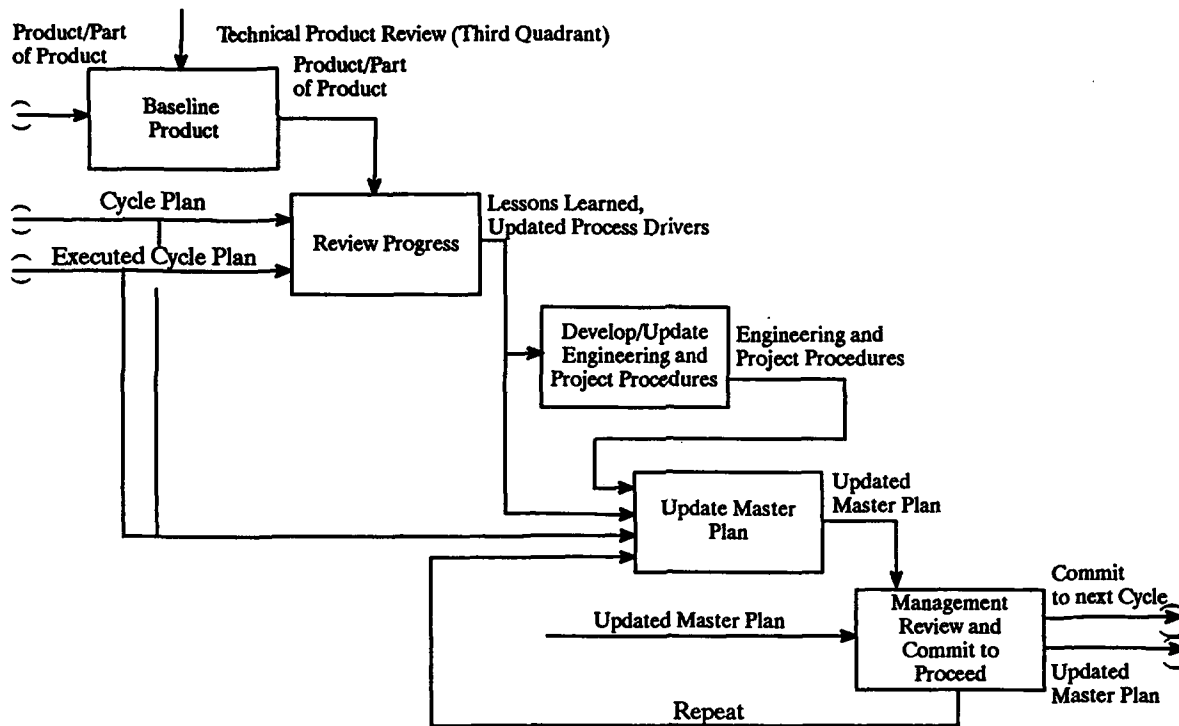 Product/Part
of Product
Technical Product Review (Third Quadrant)
Product/Part
of Product
Baseline
Product
Cycle Plan
Executed Cycle Plan
Review Progress
Lessons Learned,
Updated Process Drivers
Develop/Update
Engineering and
Project Procedures
Engineering and
Project Procedures
Update Master
Plan
Updated
Master Plan
Updated Master Plan
Management
Review and
Commit to
Proceed
Commit
to next Cycle
Updated
Master Plan
Repeat